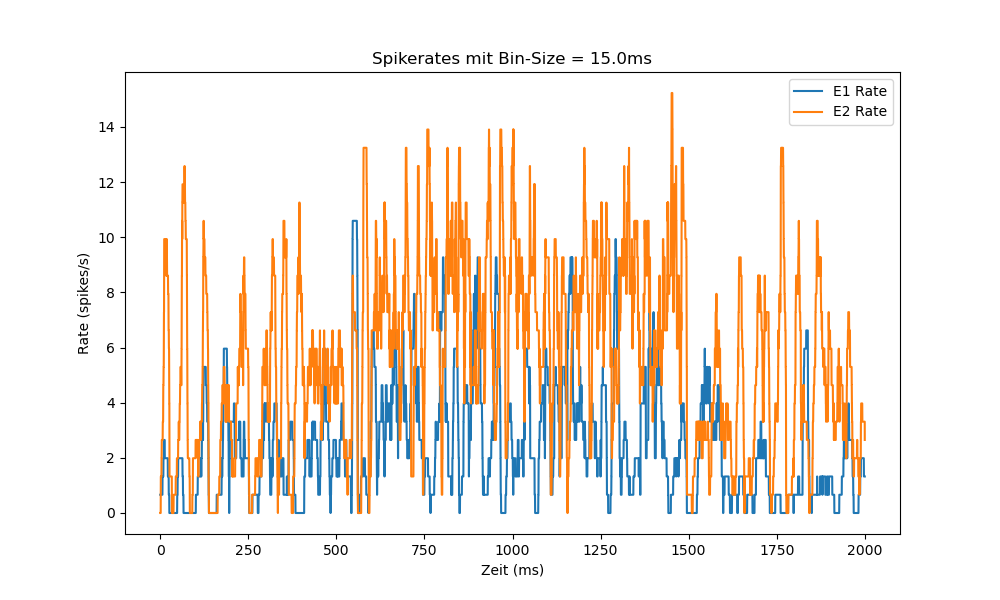 Spikerates mit Bin-Size = 15.0ms
E1 Rate
E2 Rate
14
12
10
8
6
4
2
0
Rate (spikes/s)
0 250 500 750 1000 1250 1500 1750 2000
Zeit (ms)